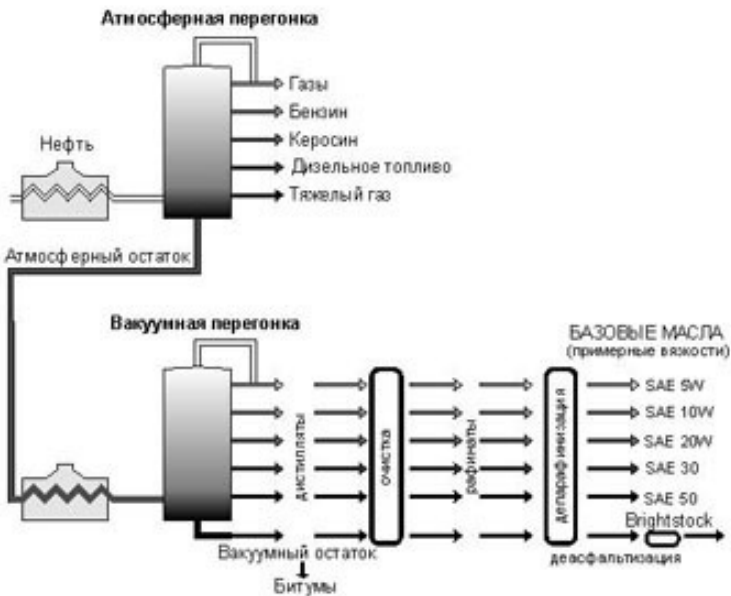 Атмосферная перегонка
Газы
Бензин
Керосин
Дизельное топливо
Тяжелый газ
Нефть
Атмосферный остаток
Вакуумная перегонка
БАЗОВЫЕ МАСЛА
(примерные вязкости)
дистилляты
очистка
рафинаты
депарафинизация
SAE 5W
SAE 10W
SAE 20W
SAE 30
SAE 50
Brightstock
Вакуумный остаток
деасфальтизация
Битумы